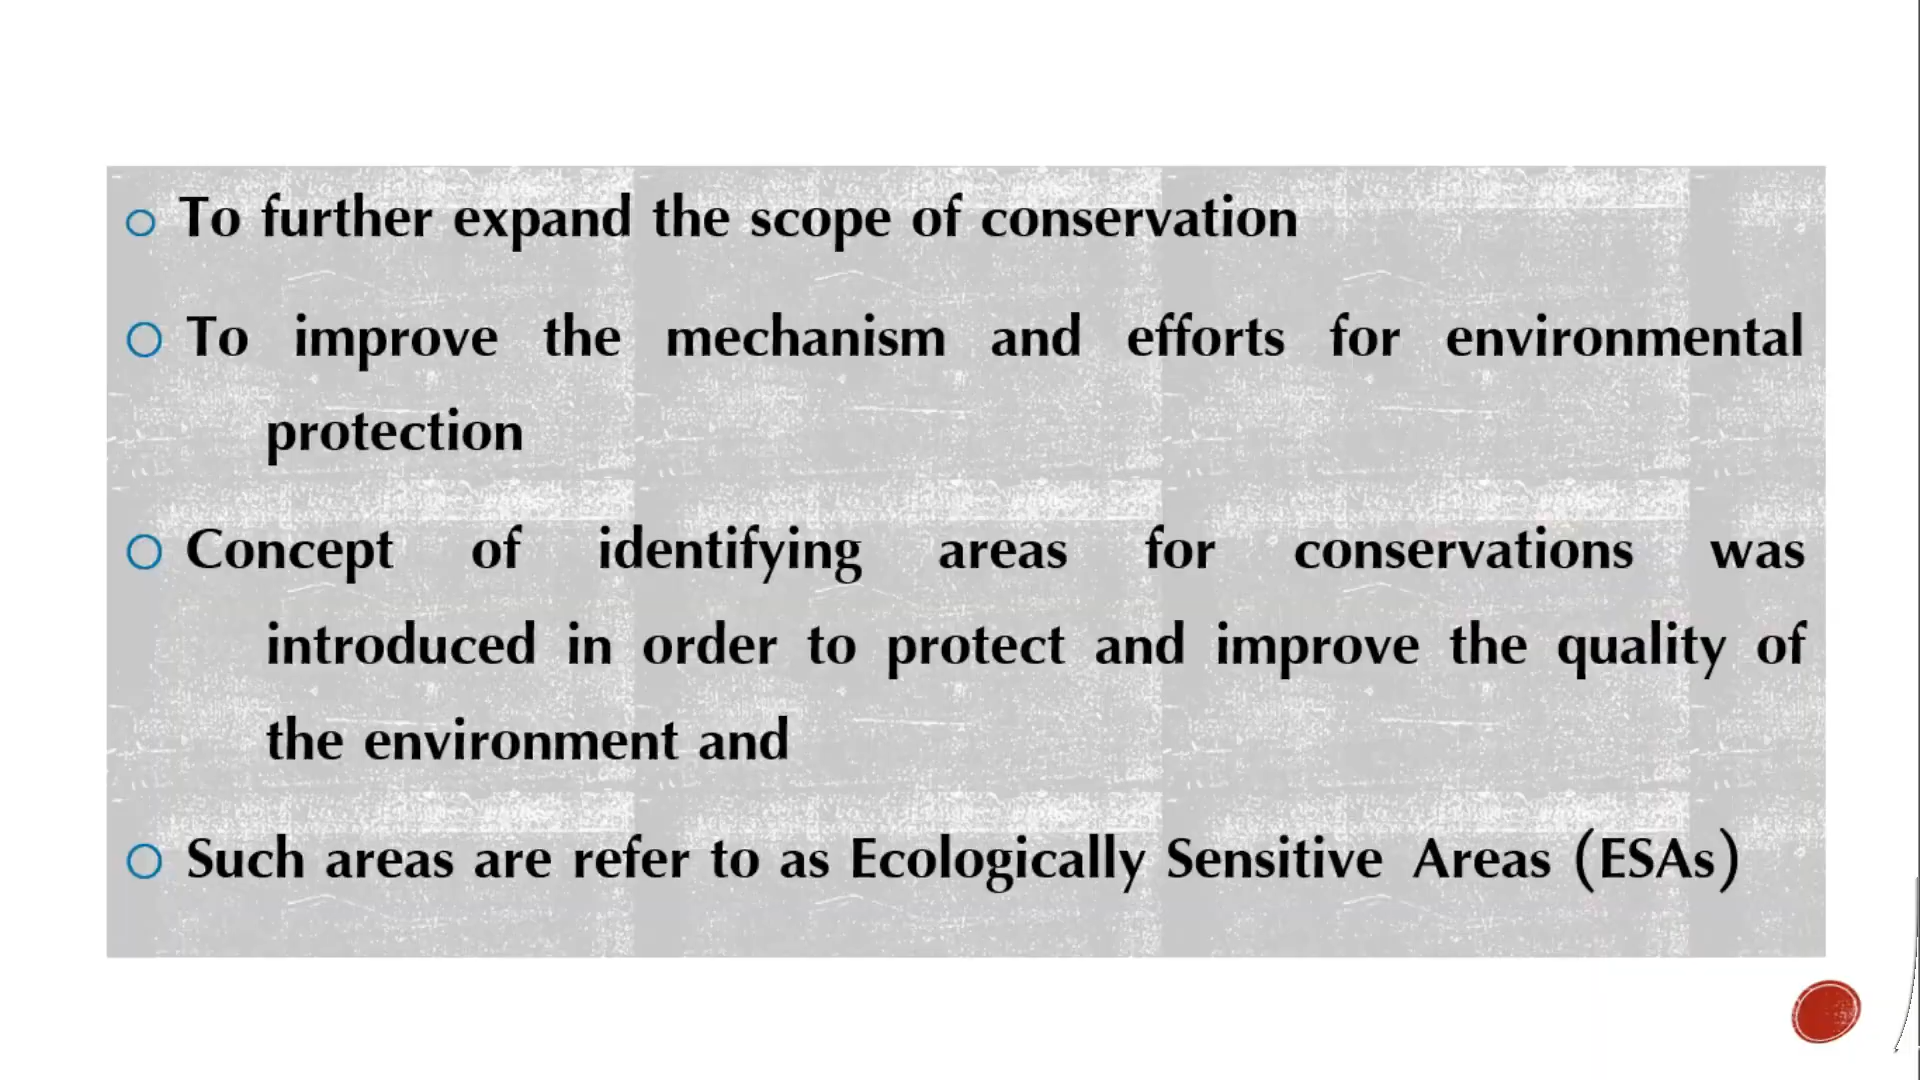 To further expand the scope of conservation
To improve the mechanism and efforts for environmental
protection
Concept of identifying areas for conservations was
introduced in order to protect and improve the quality of
the environment and
Such areas are refer to as Ecologically Sensitive Areas (ESAs)